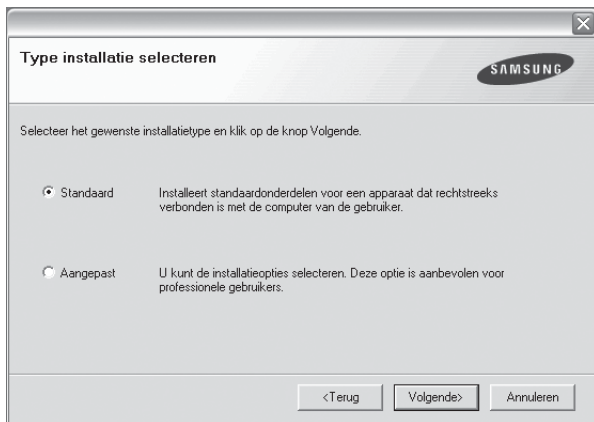 Type installatie selecteren
SAMSUNG
Selecteer het gewenste installatietype en klik op de knop Volgende.
Standaard
Installeert standaardonderdelen voor een apparaat dat rechtstreeks
verbonden is met de computer van de gebruiker.
Aangepast
U kunt de installatieopties selecteren. Deze optie is aanbevolen voor
professionele gebruikers.
<Terug
Volgende>
Annuleren